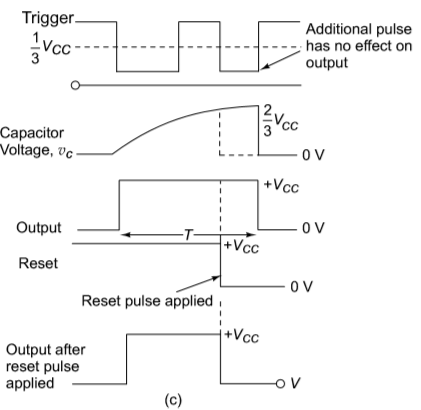 Trigger
1/3 VCC
Additional pulse
has no effect on
output
2/3 VCC
Capacitor
Voltage, vc
0 V
+VCC
Output
0 V
T
Reset
+VCC
0 V
Reset pulse applied
+VCC
Output after
reset pulse
applied
V
(c)